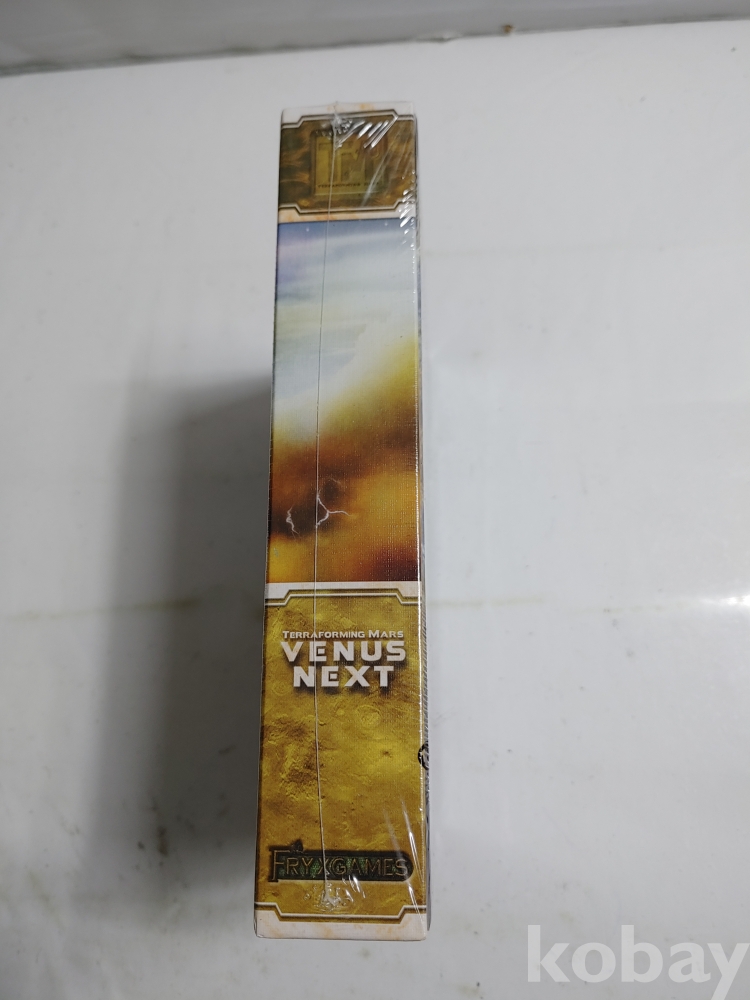 TERRAFORMING MARS
VENUS
NEXT
FRYXGAMES
kobay